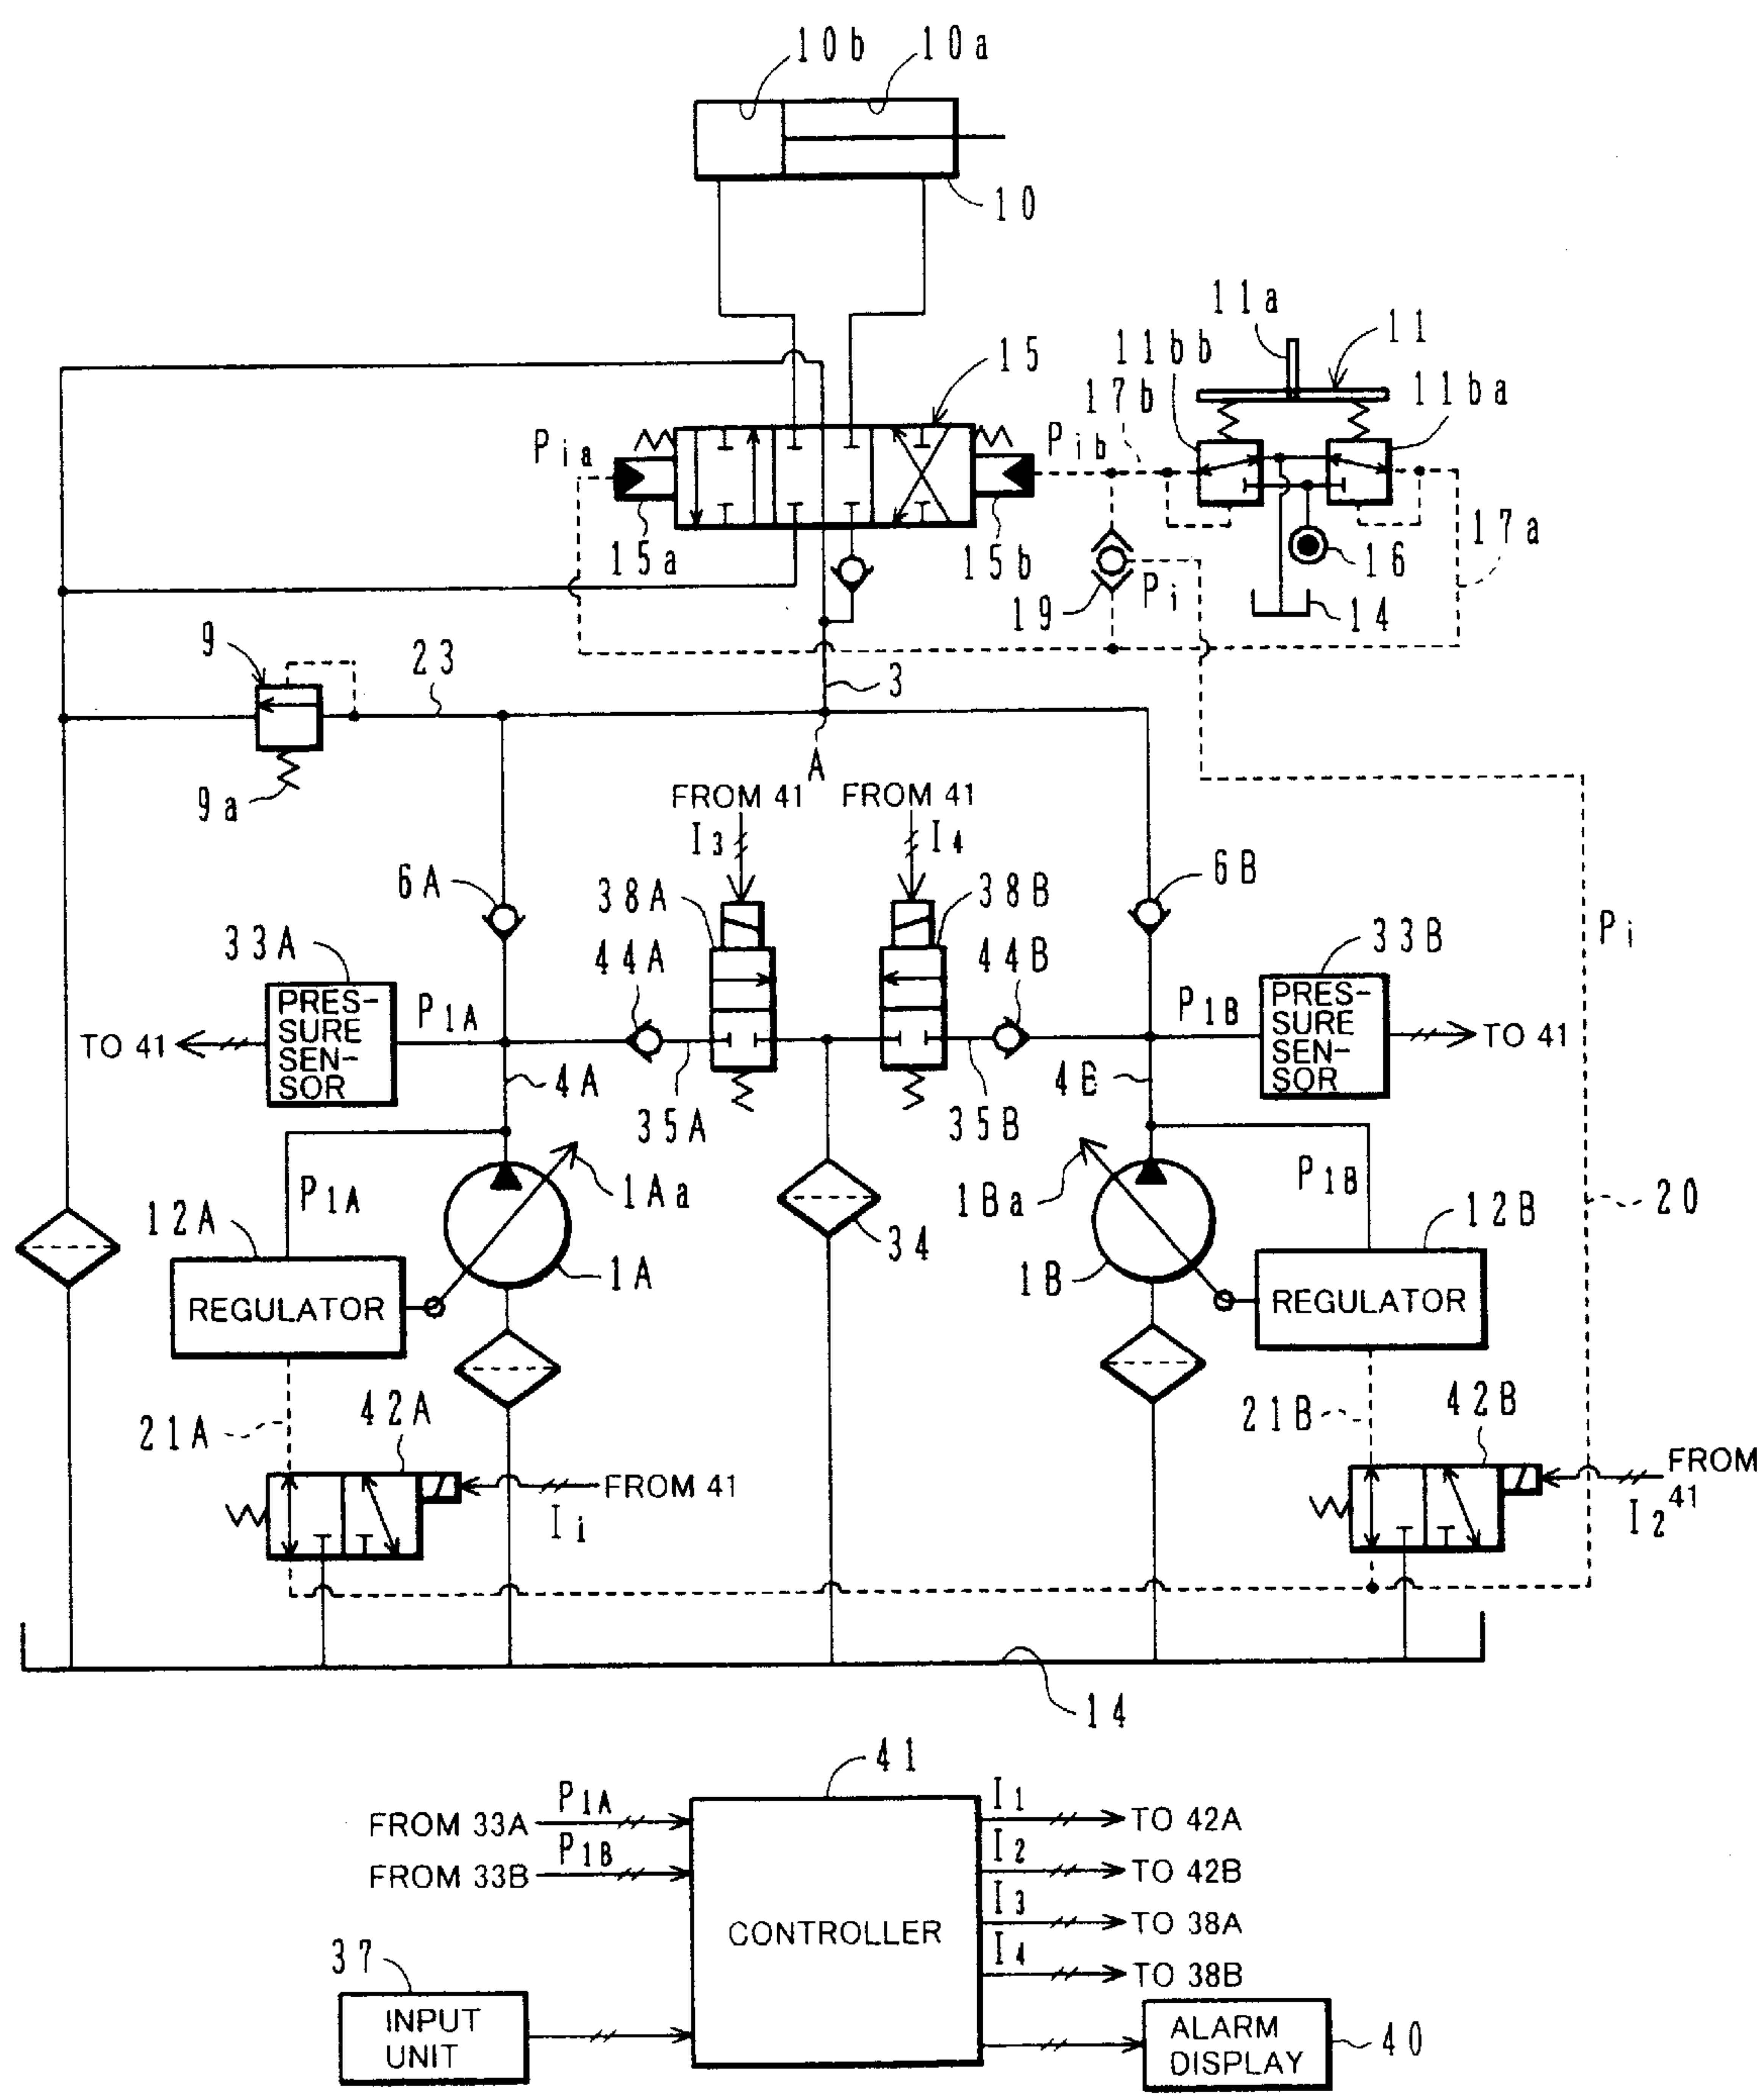 10b 10a
10
11a
11
11bb
17b
11ba
15
Pia
Pib
15a
15b
16
17a
19
Pi
14
9
23
3
A
9a
FROM 41 FROM 41
I3 I4
6A
6B
38A
38B
33A
44A
44B
33B
Pi
PRES-
SURE
SEN-
SOR
P1A
P1B
PRES-
SURE
SEN-
SOR
TO 41
TO 41
4A
4B
35A
35B
P1A
1Aa
1Ba
P1B
20
12A
12B
34
1A
1B
REGULATOR
REGULATOR
21A
42A
21B
42B
FROM 41
Ii
FROM
41
I2
14
41
FROM 33A P1A
FROM 33B P1B
CONTROLLER
I1 TO 42A
I2 TO 42B
I3 TO 38A
I4 TO 38B
37
INPUT
UNIT
ALARM
DISPLAY
40